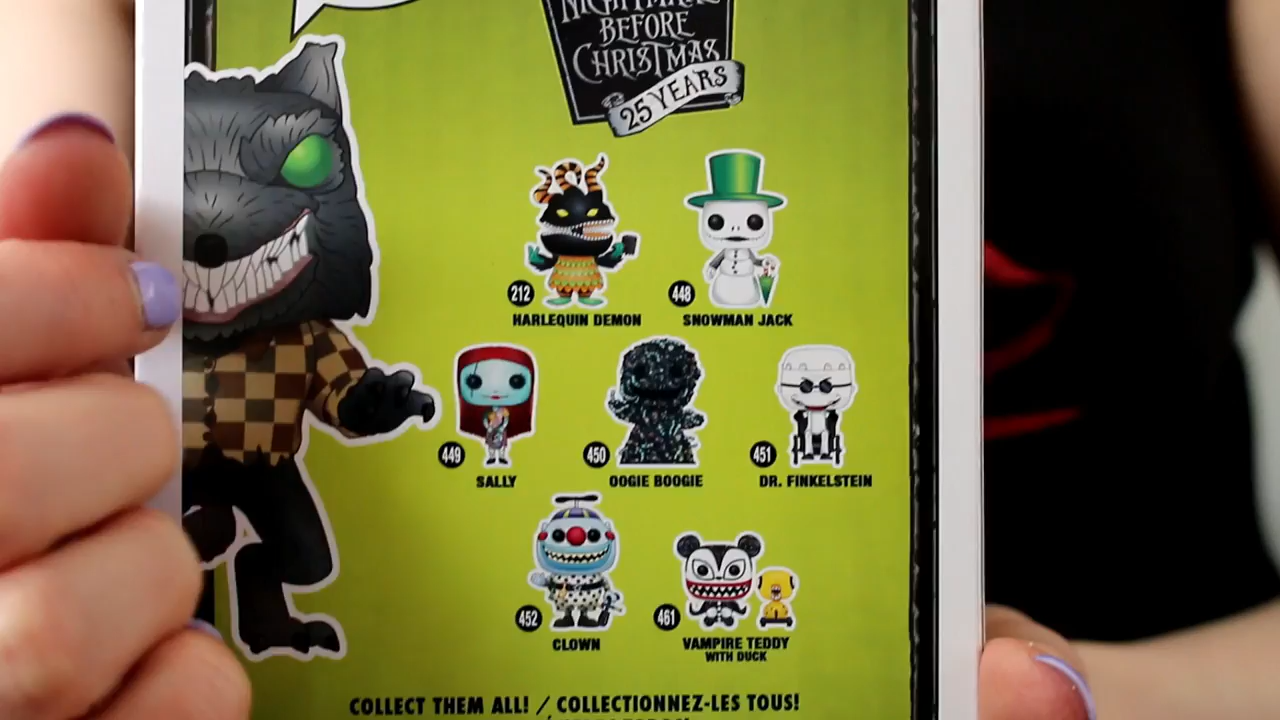 NIGHTMARE
BEFORE
CHRISTMAS
25 YEARS
212
HARLEQUIN DEMON
448
SNOWMAN JACK
449
SALLY
450
OOGIE BOOGIE
451
DR. FINKELSTEIN
452
CLOWN
461
VAMPIRE TEDDY
WITH DUCK
COLLECT THEM ALL! / COLLECTIONNEZ-LES TOUS!